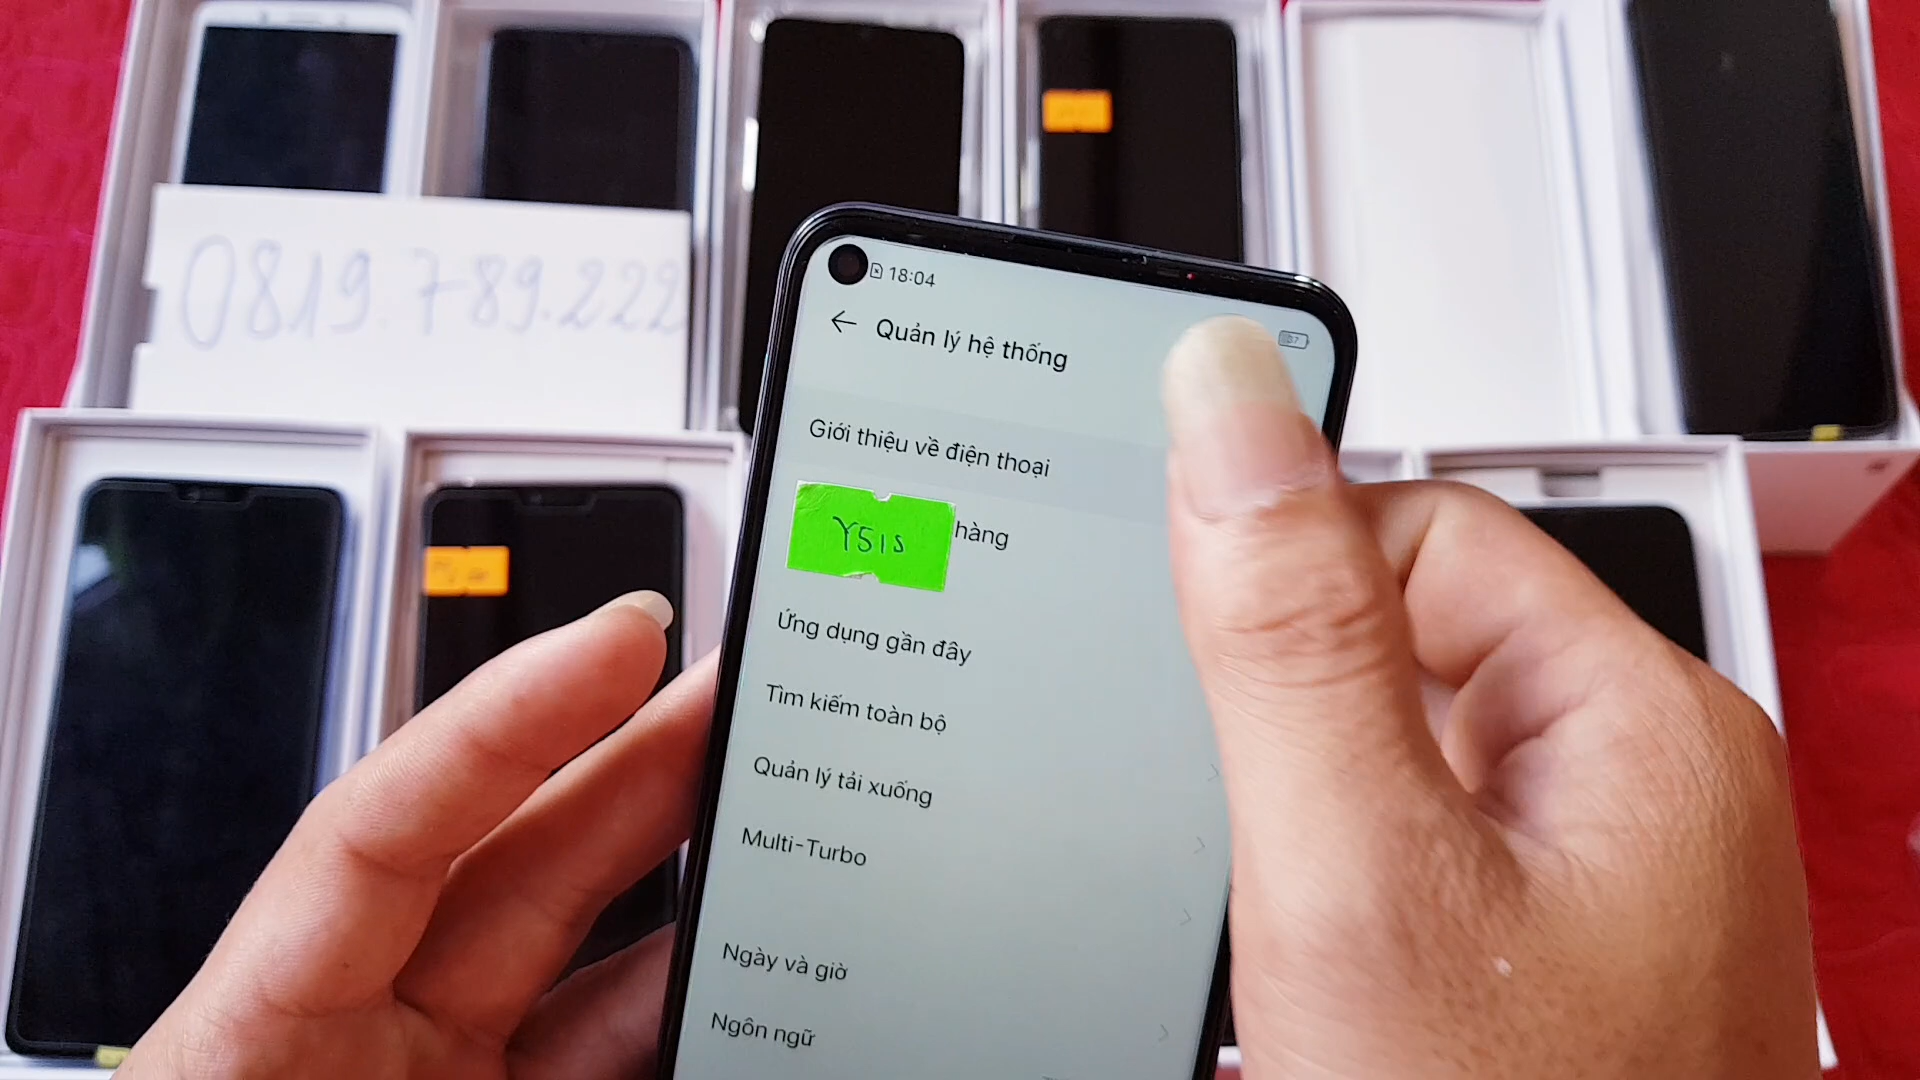 0819.789.222
18:04
Quản lý hệ thống
Giới thiệu về điện thoại
Y51s
hàng
Ứng dụng gần đây
Tìm kiếm toàn bộ
Quản lý tải xuống
Multi-Turbo
Ngày và giờ
Ngôn ngữ